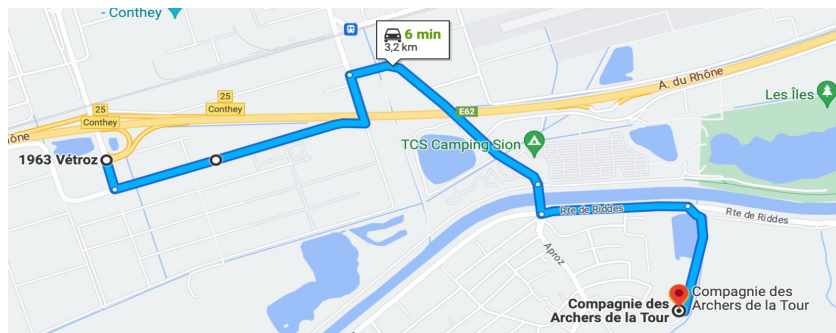 - Conthey
6 min
3,2 km
A. du Rhône
Les Îles
25
Conthey
25
Conthey
E62
hône
1963 Vétroz
TCS Camping Sion
Rte de Riddes
Rte de Riddes
Aproz
Compagnie des
Archers de la Tour
Compagnie des
Archers de la Tour